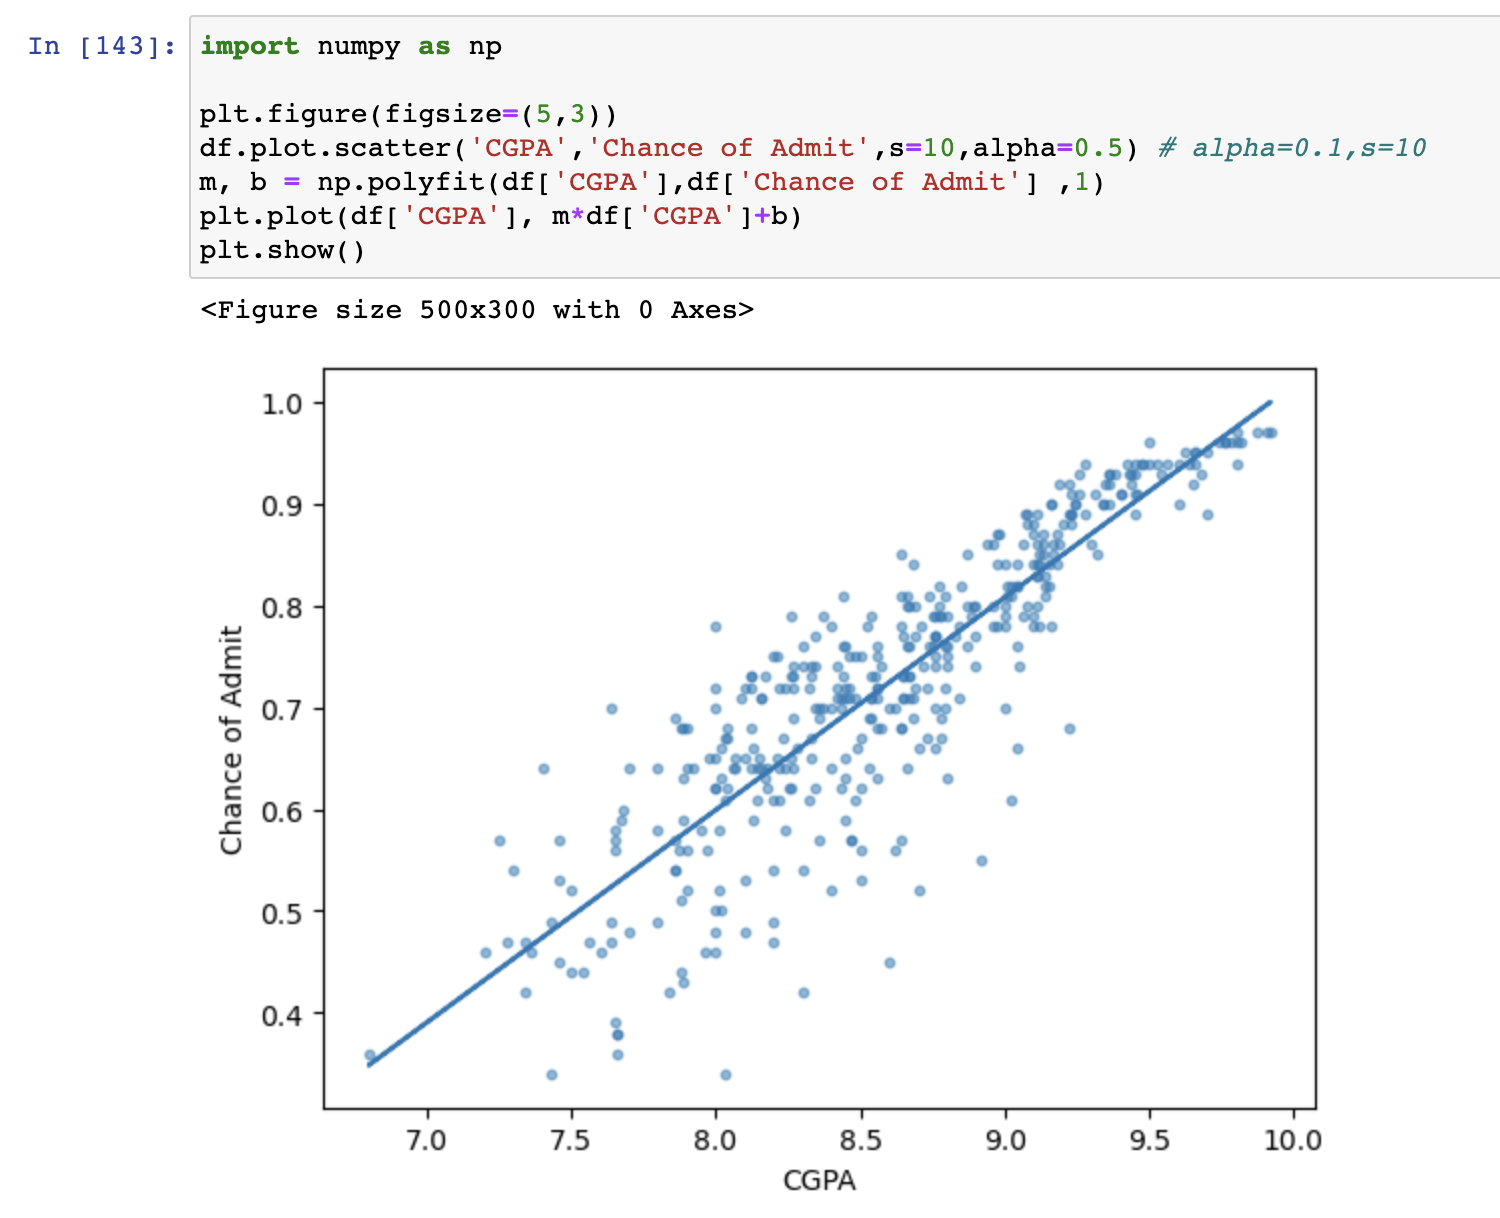 In [143]:
import numpy as np
plt.figure(figsize=(5,3))
df.plot.scatter('CGPA','Chance of Admit',s=10,alpha=0.5) # alpha=0.1,s=10
m, b = np.polyfit(df['CGPA'],df['Chance of Admit'] ,1)
plt.plot(df['CGPA'], m*df['CGPA']+b)
plt.show()
<Figure size 500x300 with 0 Axes>
1.0
0.9
0.8
0.7
0.6
0.5
0.4
Chance of Admit
7.0 7.5 8.0 8.5 9.0 9.5 10.0
CGPA